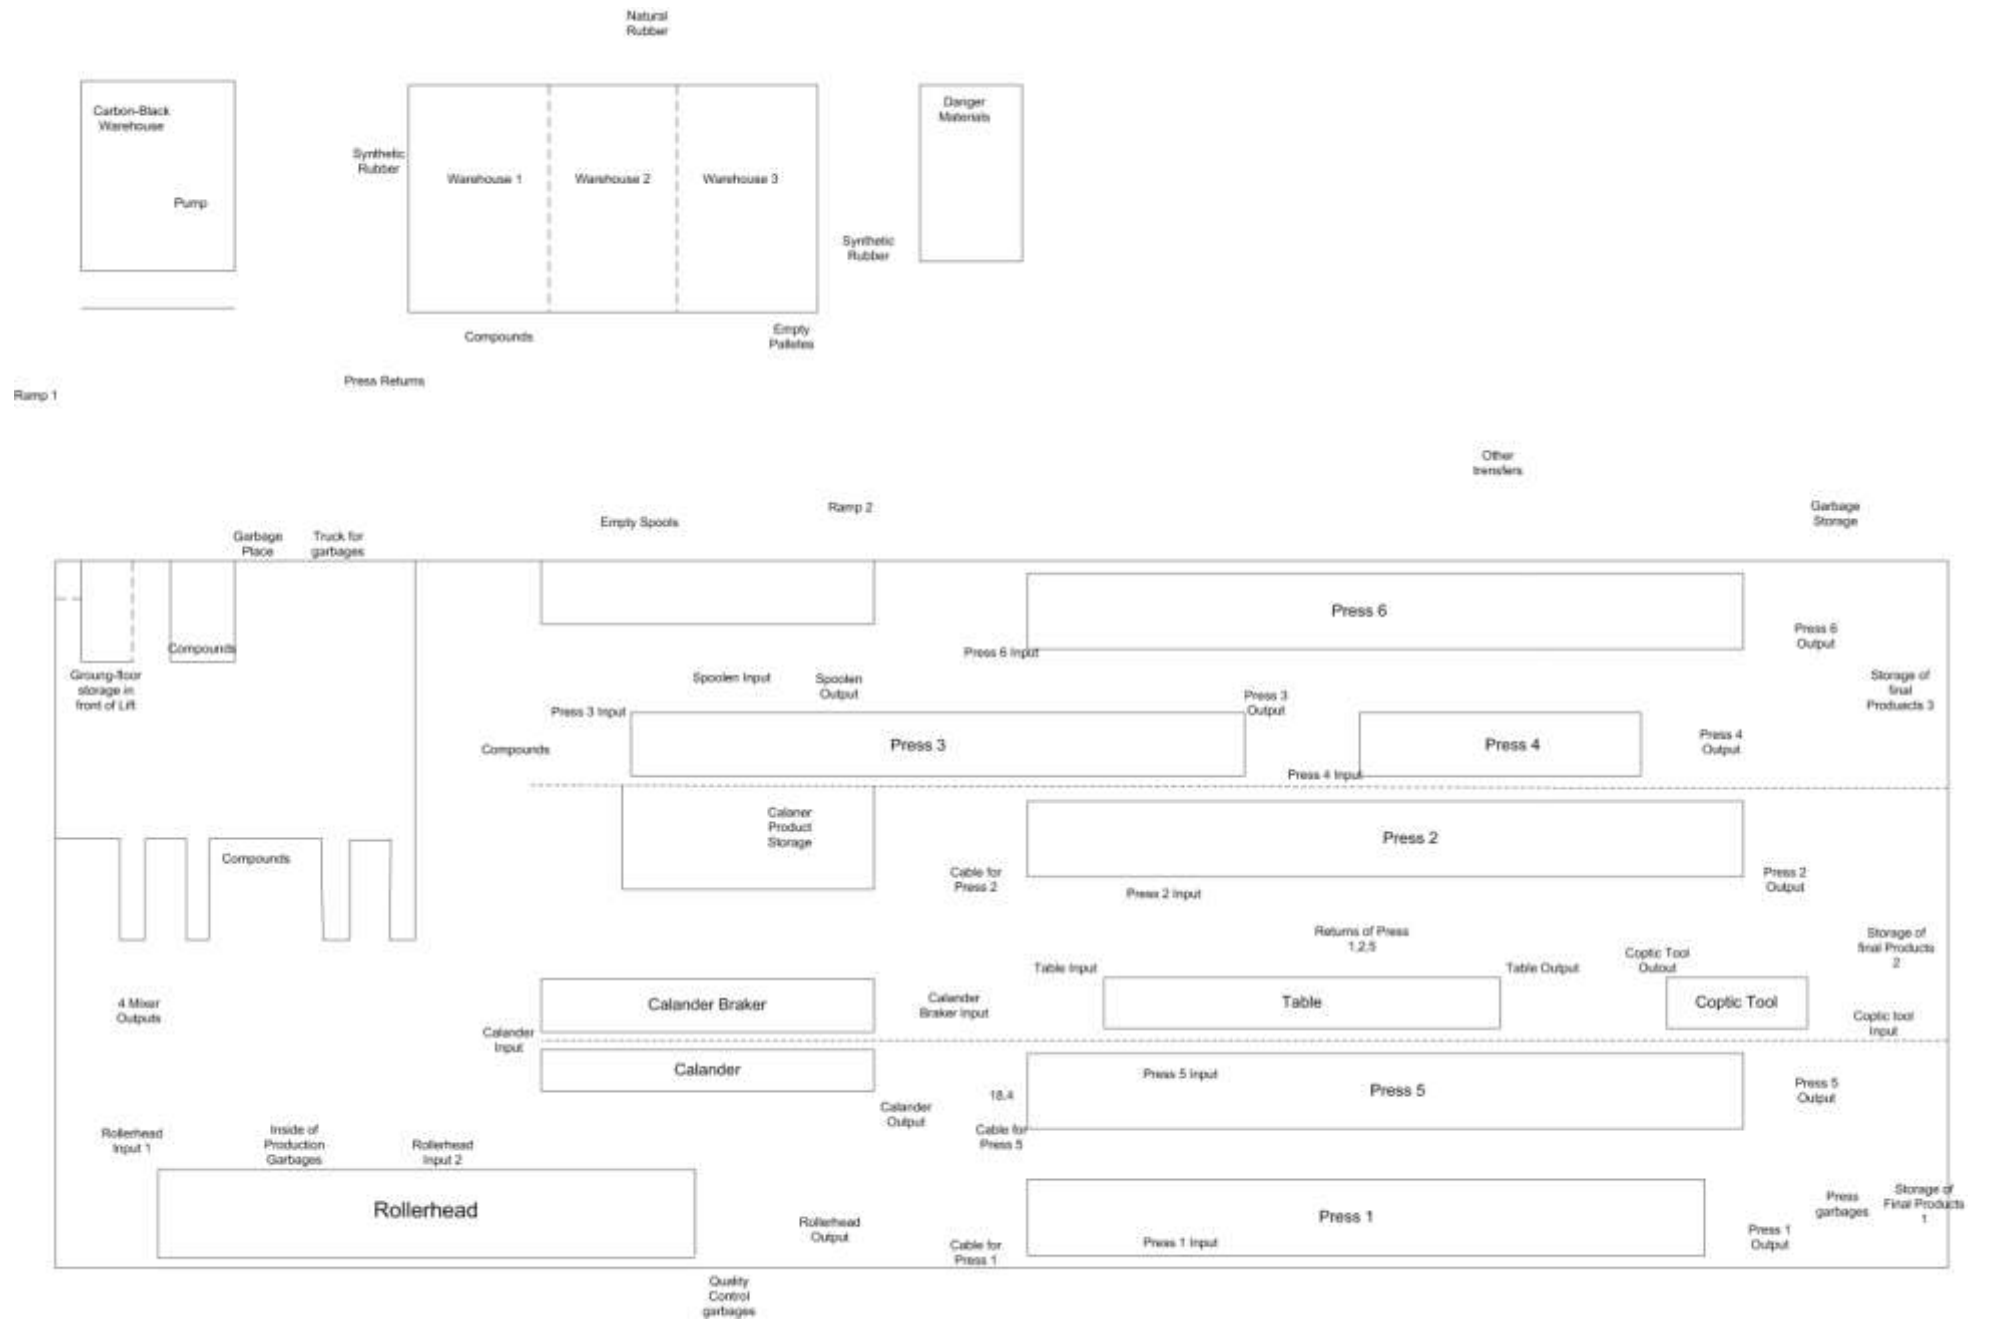 Natural
Rubber
Carbon-Black
Warehouse
Pump
Synthetic
Rubber
Warehouse 1
Warehouse 2
Warehouse 3
Danger
Materials
Synthetic
Rubber
Compounds
Empty
Palletes
Press Returns
Ramp 1
Other
trensfers
Ramp 2
Empty Spools
Garbage
Storage
Garbage
Place
Truck for
garbages
Compounds
Groung-floor
storage in
front of Lift
Press 6
Press 6
Output
Press 6 Input
Spoolen Input
Spoolen
Output
Storage of
final
Produects 3
Press 3 Input
Press 3
Output
Compounds
Press 3
Press 4
Press 4
Output
Press 4 Input
Calaner
Product
Storage
Press 2
Compounds
Cable for
Press 2
Press 2 Input
Press 2
Output
Returns of Press
1,2,5
Storage of
final Products
2
Table Input
Table Output
Coptic Tool
Outout
4 Mixer
Outputs
Calander Braker
Calander
Braker Input
Table
Coptic Tool
Coptic tool
Input
Calander
Input
Calander
Press 5 Input
Press 5
Press 5
Output
18,4
Calander
Output
Cable for
Press 5
Rollerhead
Input 1
Inside of
Production
Garbages
Rollerhead
Input 2
Rollerhead
Rollerhead
Output
Press 1
Press
garbages
Storage of
Final Products
1
Cable for
Press 1
Press 1 Input
Press 1
Output
Quality
Control
garbages